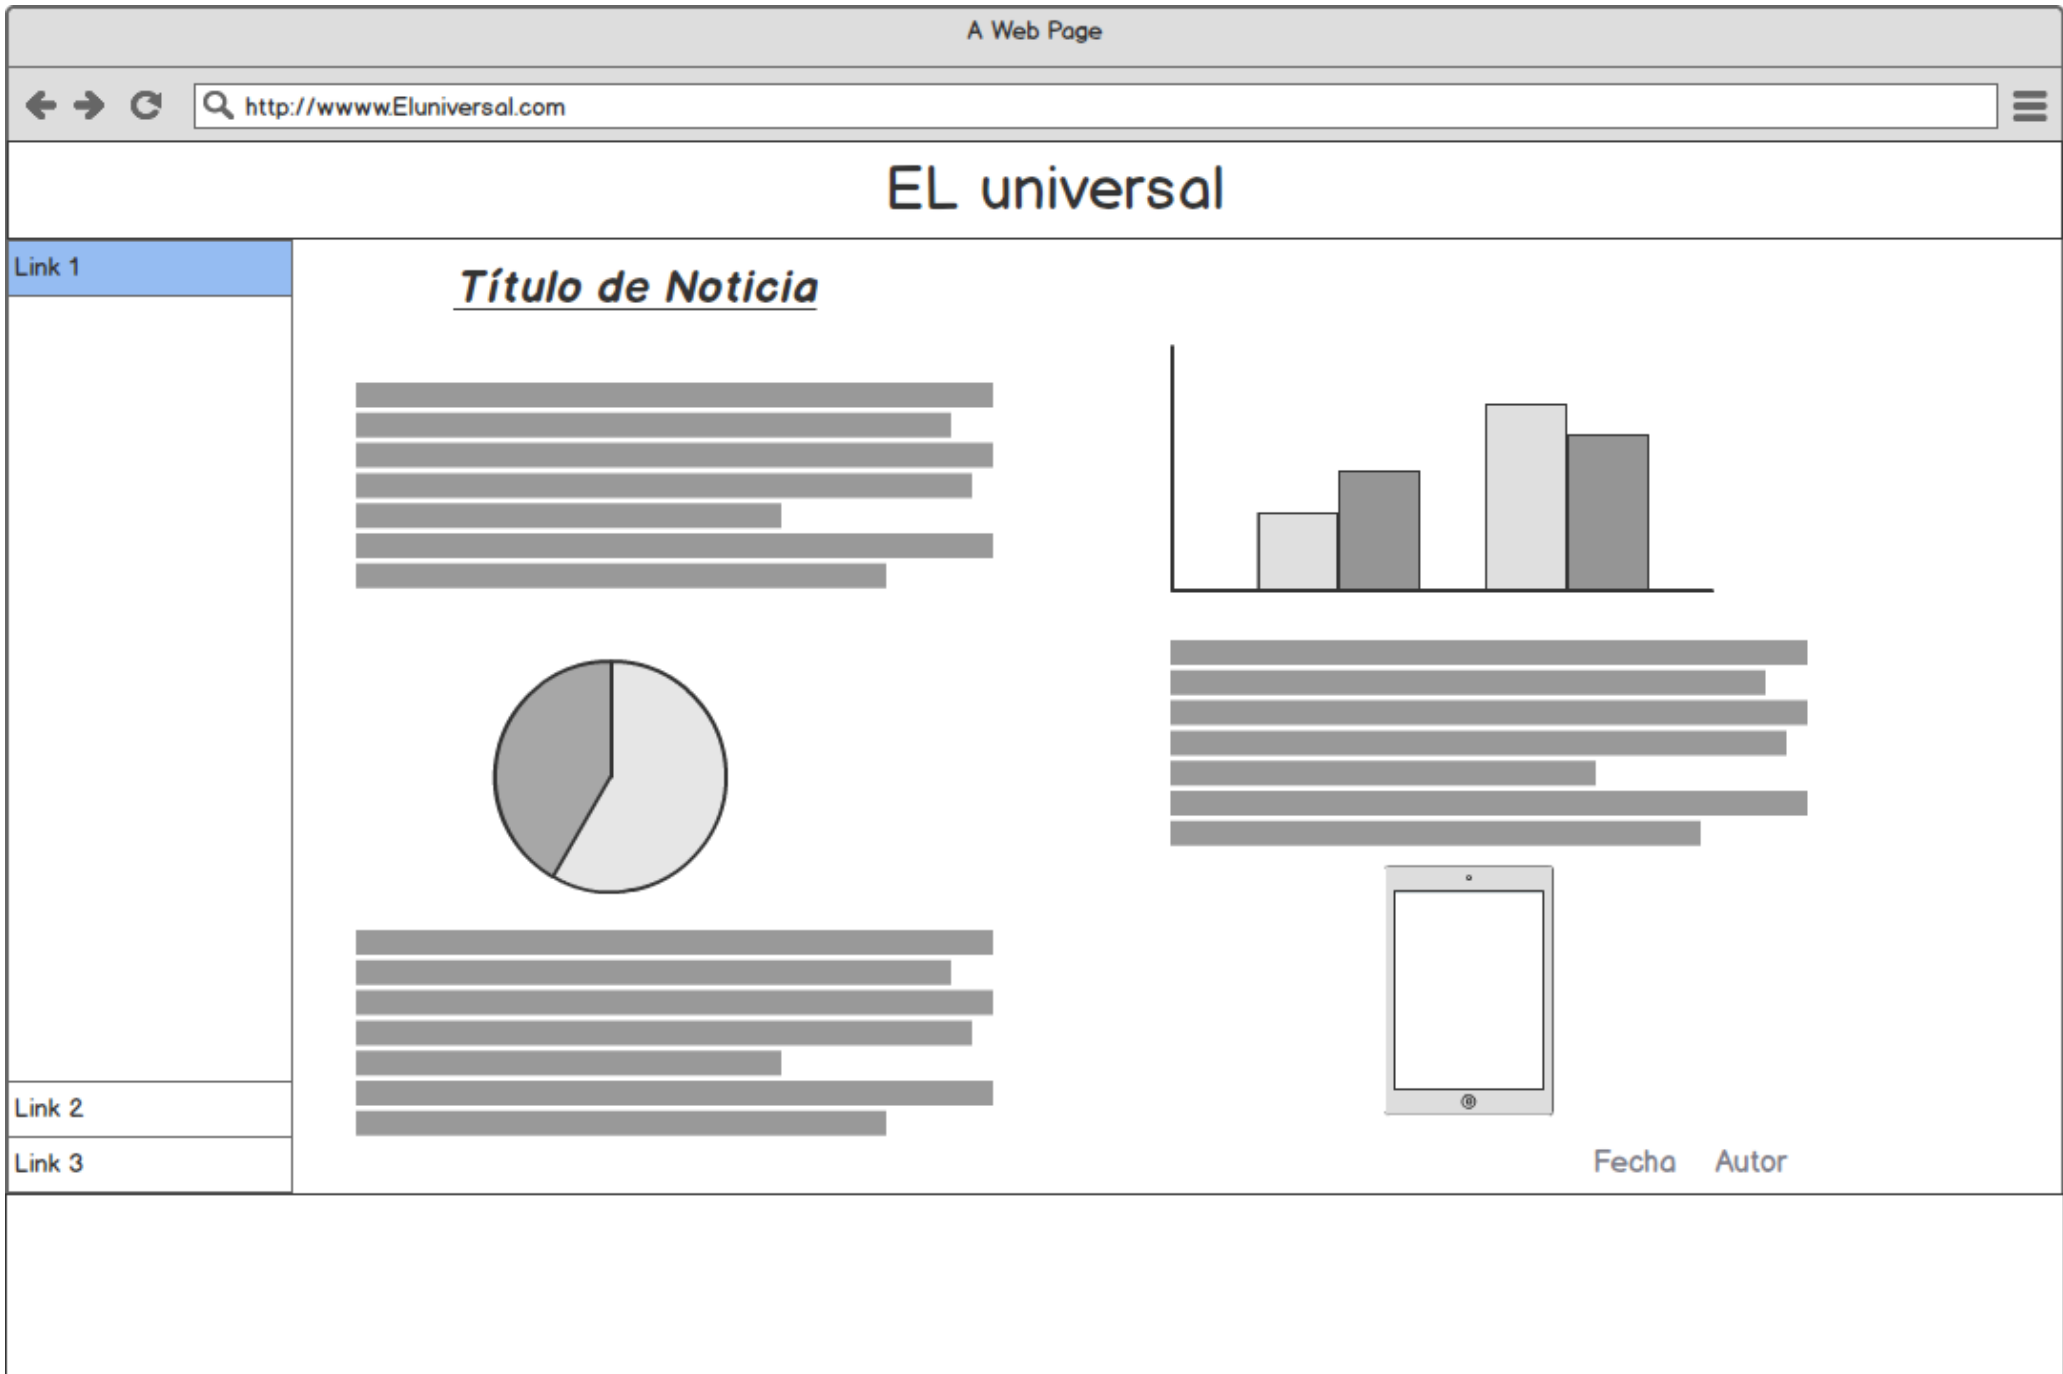 A Web Page
http://wwww.Eluniversal.com
EL universal
Link 1
Link 2
Link 3
Título de Noticia
Fecha Autor